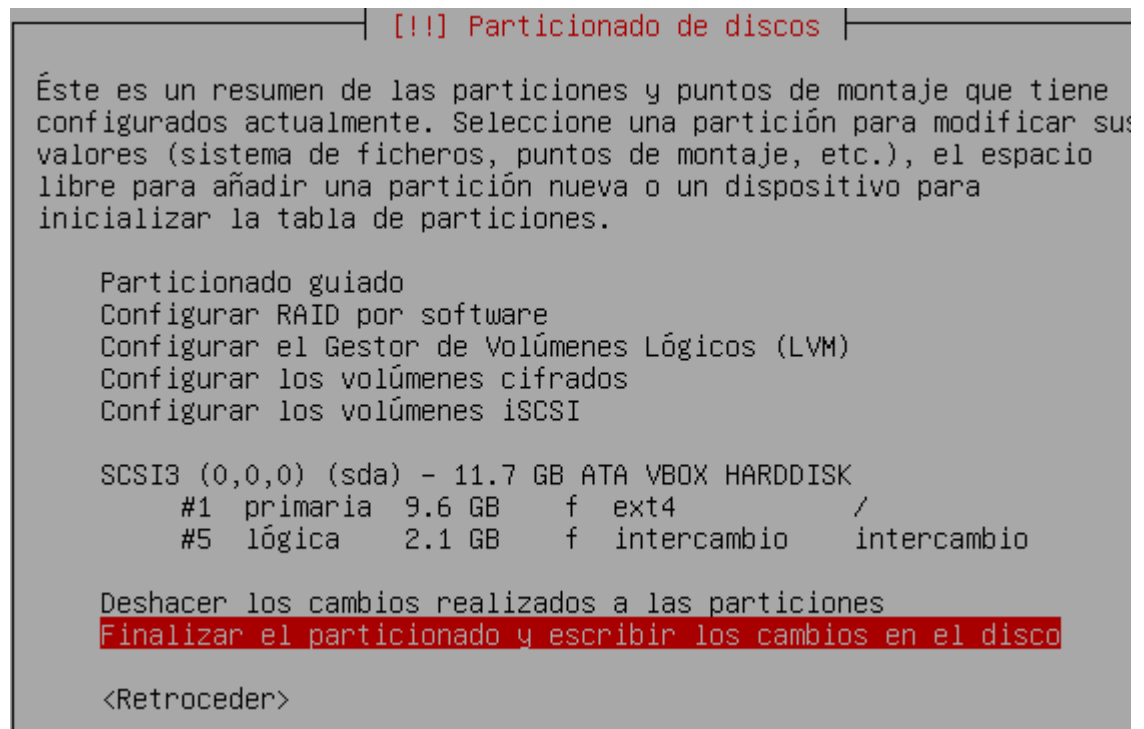 [!!] Particionado de discos
Éste es un resumen de las particiones y puntos de montaje que tiene
configurados actualmente. Seleccione una partición para modificar sus
valores (sistema de ficheros, puntos de montaje, etc.), el espacio
libre para añadir una partición nueva o un dispositivo para
inicializar la tabla de particiones.
Particionado guiado
Configurar RAID por software
Configurar el Gestor de Volúmenes Lógicos (LVM)
Configurar los volúmenes cifrados
Configurar los volúmenes iSCSI
SCSI3 (0,0,0) (sda) - 11.7 GB ATA VBOX HARDDISK
#1 primaria 9.6 GB f ext4 /
#5 lógica 2.1 GB f intercambio intercambio
Deshacer los cambios realizados a las particiones
Finalizar el particionado y escribir los cambios en el disco
<Retroceder>